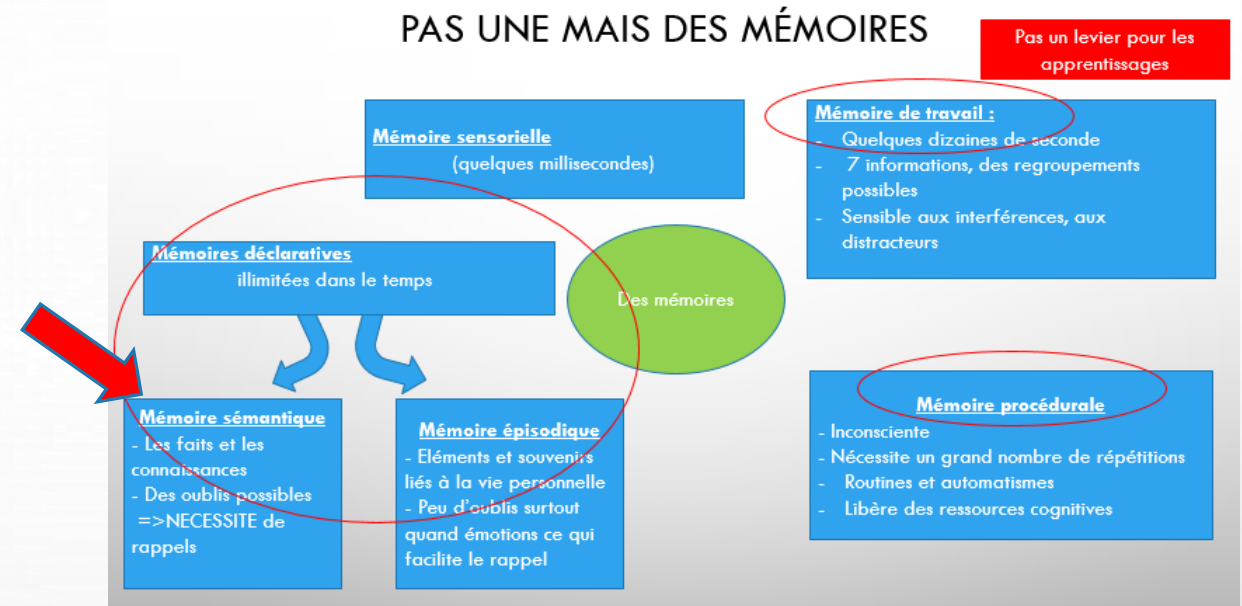 PAS UNE MAIS DES MÉMOIRES
Pas un levier pour les
apprentissages
Mémoire sensorielle
(quelques millisecondes)
Mémoire de travail :
- Quelques dizaines de seconde
- 7 informations, des regroupements
possibles
- Sensible aux interférences, aux
distracteurs
Mémoires déclaratives
illimitées dans le temps
Des mémoires
Mémoire sémantique
- Les faits et les
connaissances
- Des oublis possibles
=>NECESSITE de
rappels
Mémoire épisodique
- Eléments et souvenirs
liés à la vie personnelle
- Peu d'oublis surtout
quand émotions ce qui
facilite le rappel
Mémoire procédurale
- Inconsciente
- Nécessite un grand nombre de répétitions
- Routines et automatismes
- Libère des ressources cognitives